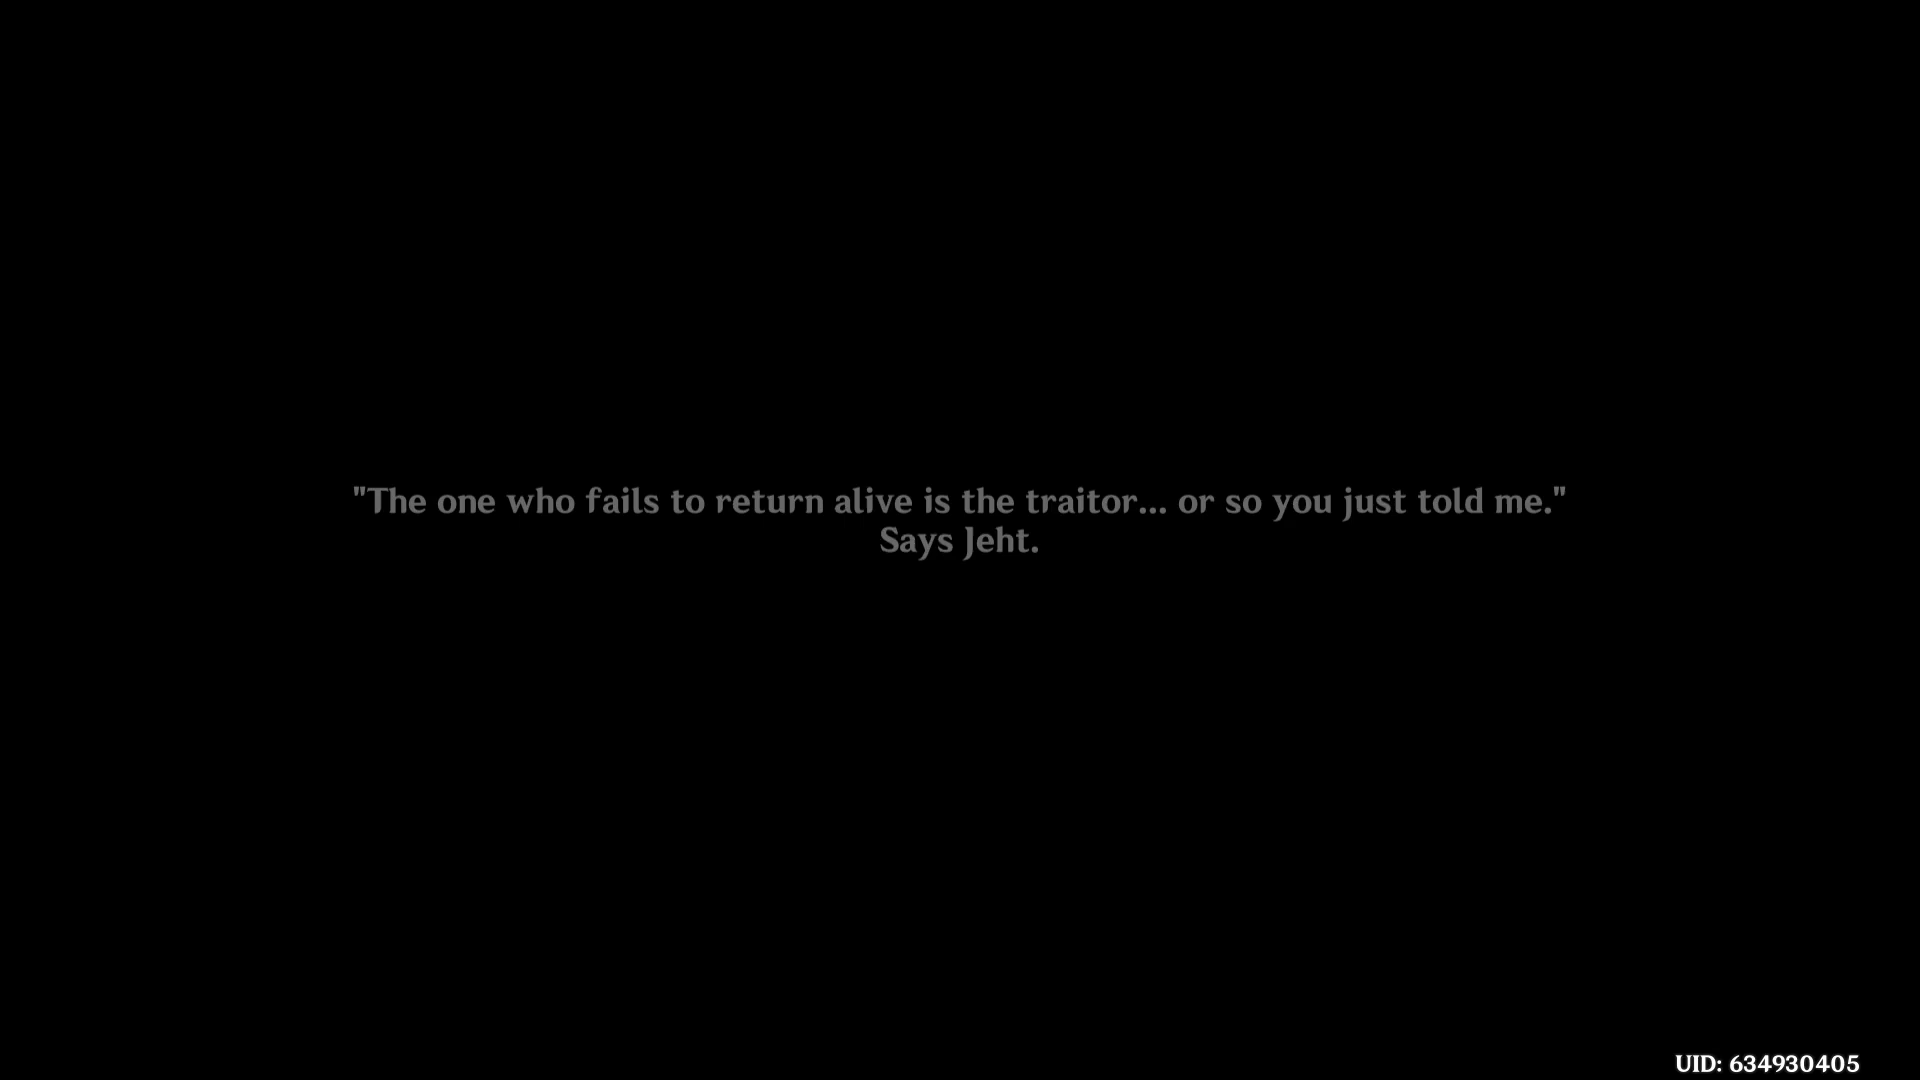 "The one who fails to return alive is the traitor... or so you just told me."
Says Jeht.
UID: 634930405